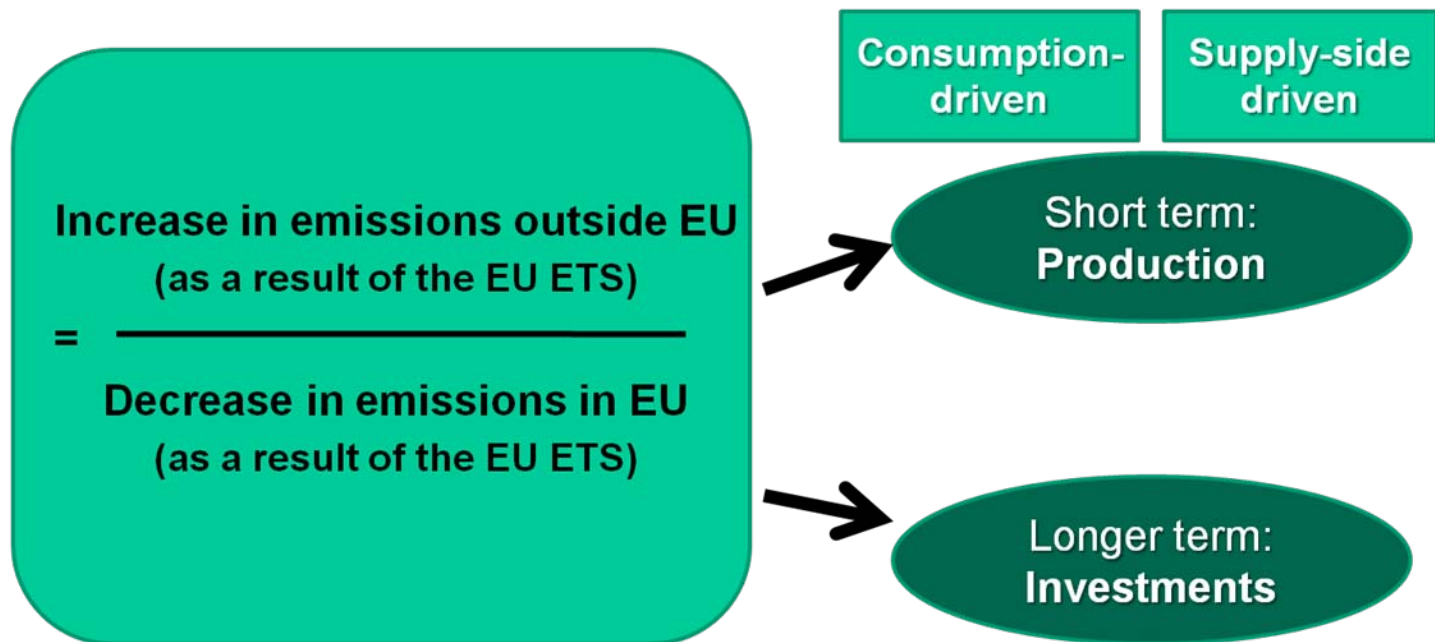 Increase in emissions outside EU
(as a result of the EU ETS)
=
Decrease in emissions in EU
(as a result of the EU ETS)
Consumption-
driven
Supply-side
driven
Short term:
Production
Longer term:
Investments